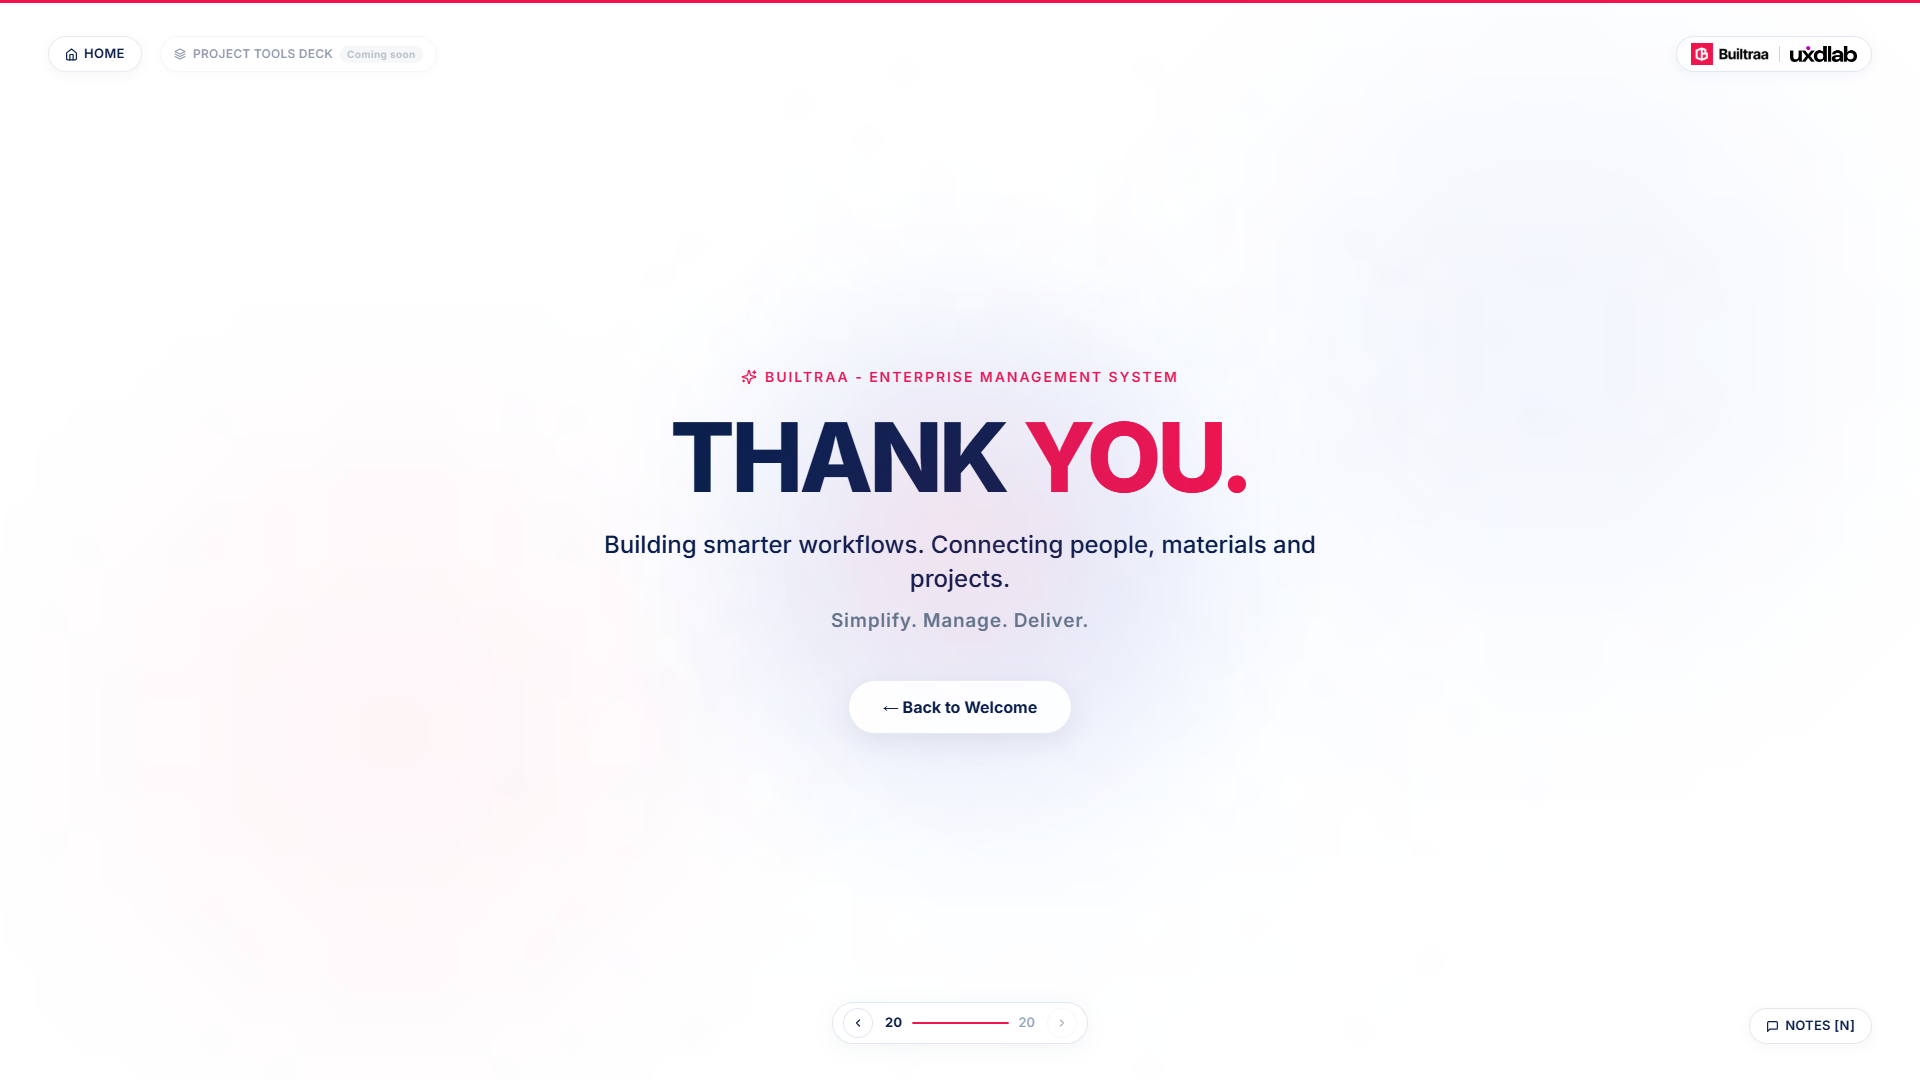 HOME
PROJECT TOOLS DECK Coming soon
Builtraa uxdlab
BUILTRAA - ENTERPRISE MANAGEMENT SYSTEM
THANK YOU.
Building smarter workflows. Connecting people, materials and
projects.
Simplify. Manage. Deliver.
← Back to Welcome
20 20
NOTES [N]